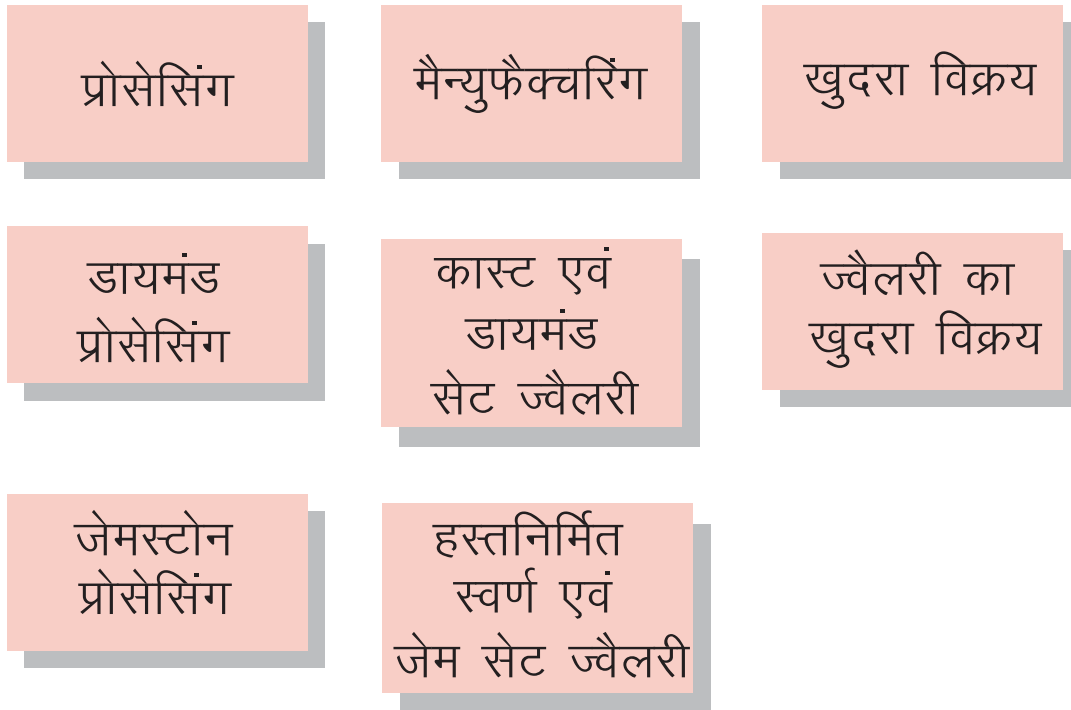 प्रोसेसिंग
मैन्युफैक्चरिंग
खुदरा विक्रय
डायमंड
प्रोसेसिंग
कास्ट एवं
डायमंड
सेट ज्वैलरी
ज्वैलरी का
खुदरा विक्रय
जेमस्टोन
प्रोसेसिंग
हस्तनिर्मित
स्वर्ण एवं
जेम सेट ज्वैलरी